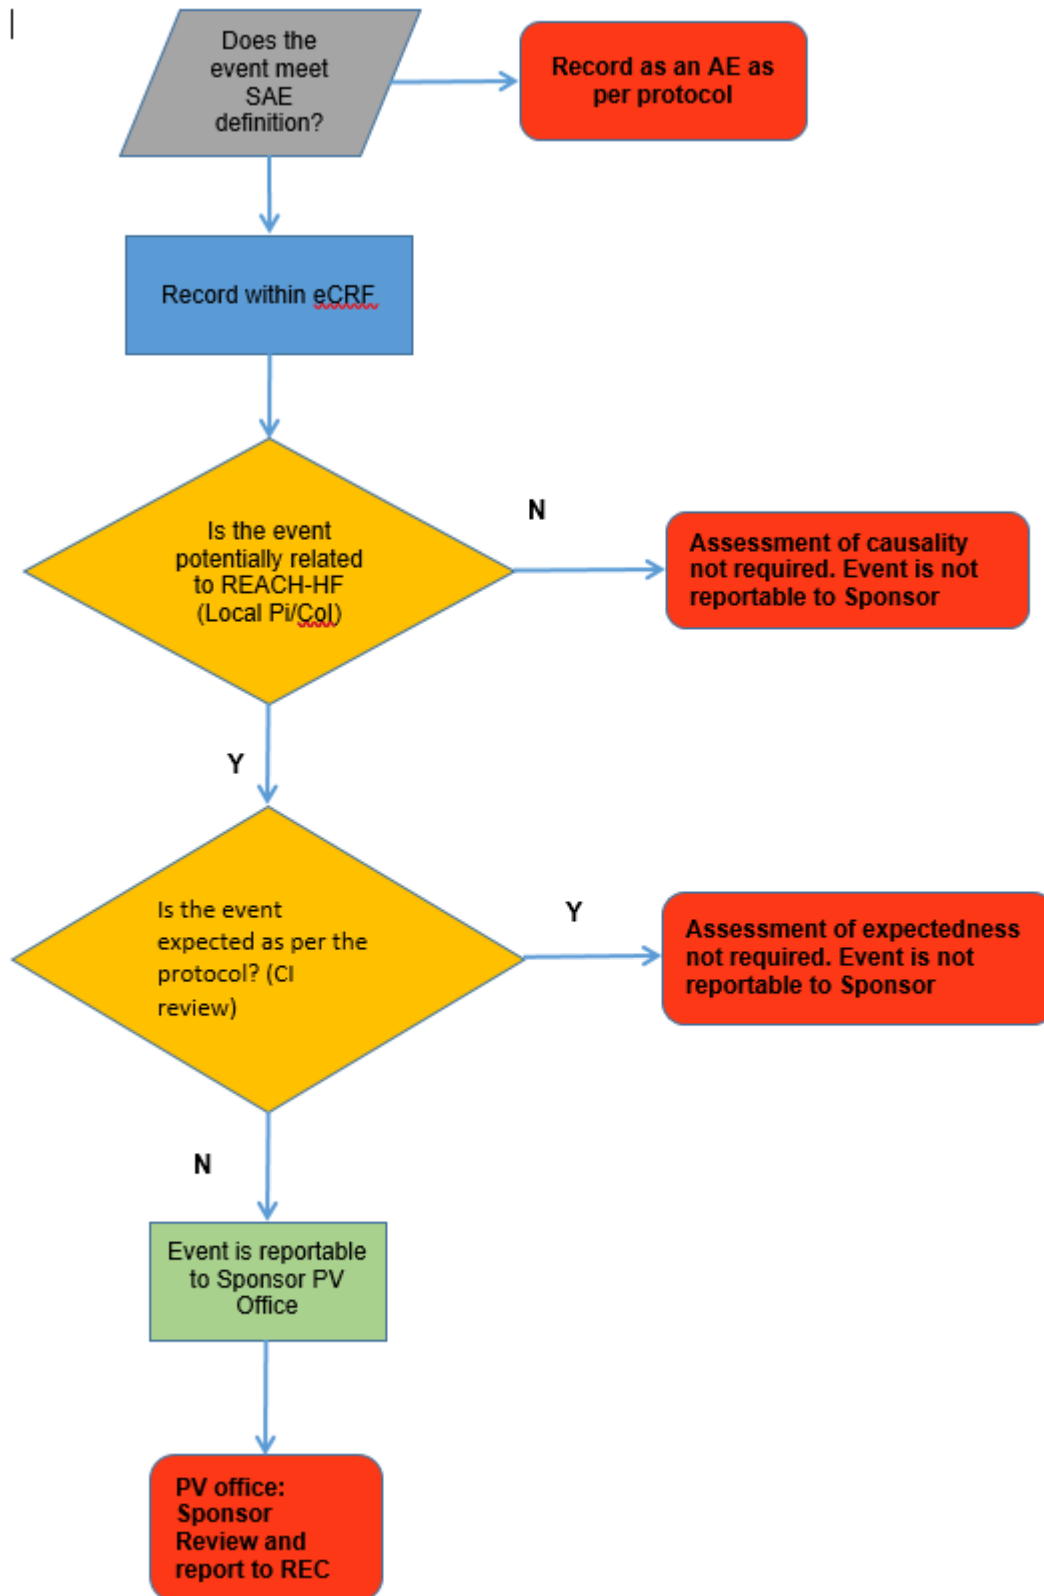 Does the
event meet
SAE
definition?
Record as an AE as
per protocol
Record within eCRF
Is the event
potentially related
to REACH-HF
(Local Pi/CoI)
N
Assessment of causality
not required. Event is not
reportable to Sponsor
Y
Is the event
expected as per the
protocol? (CI
review)
Y
Assessment of expectedness
not required. Event is not
reportable to Sponsor
N
Event is reportable
to Sponsor PV
Office
PV office:
Sponsor
Review and
report to REC